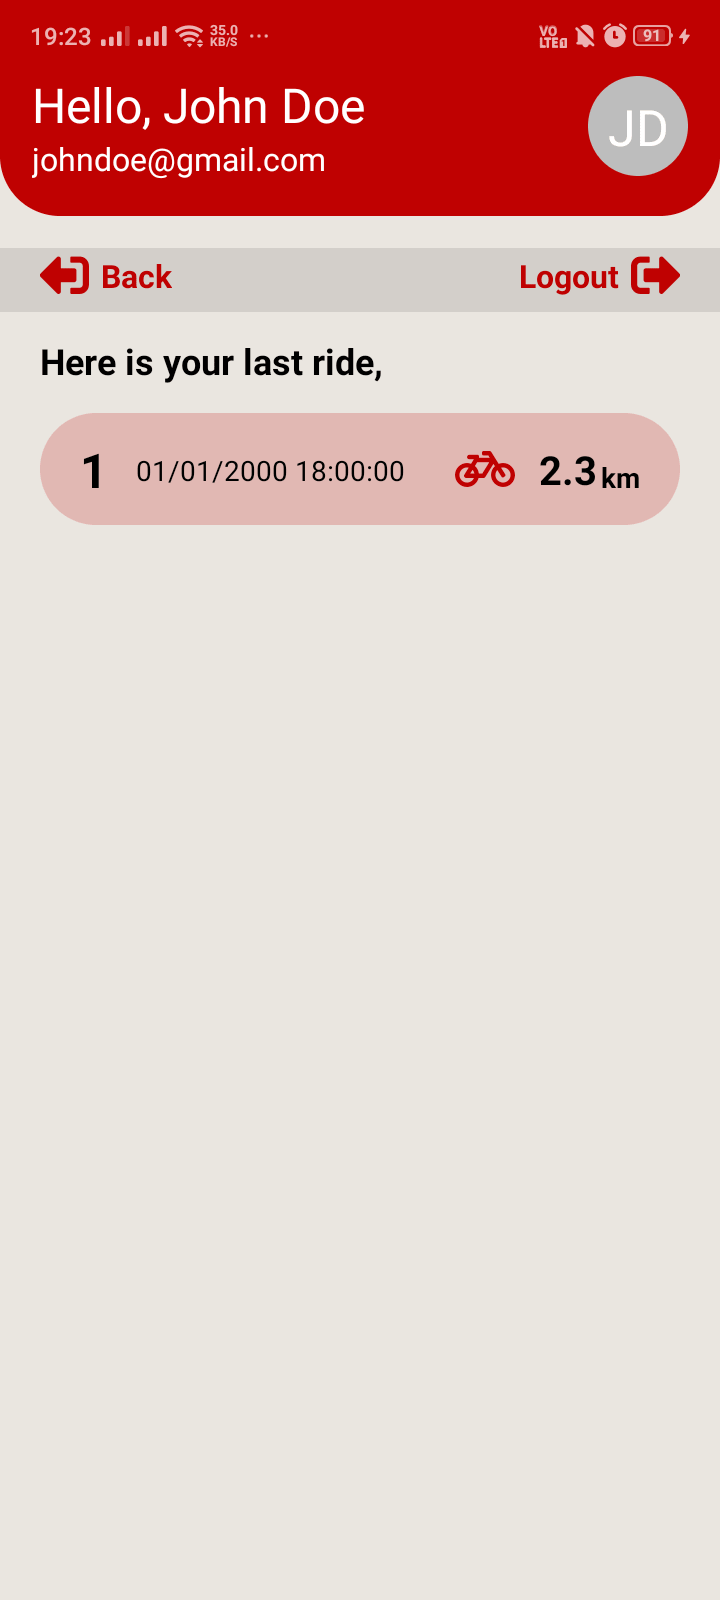 19:23 35.0 KB/S ... VO LTE 1 91
Hello, John Doe
JD
johndoe@gmail.com
Back Logout
Here is your last ride,
1 01/01/2000 18:00:00 2.3 km